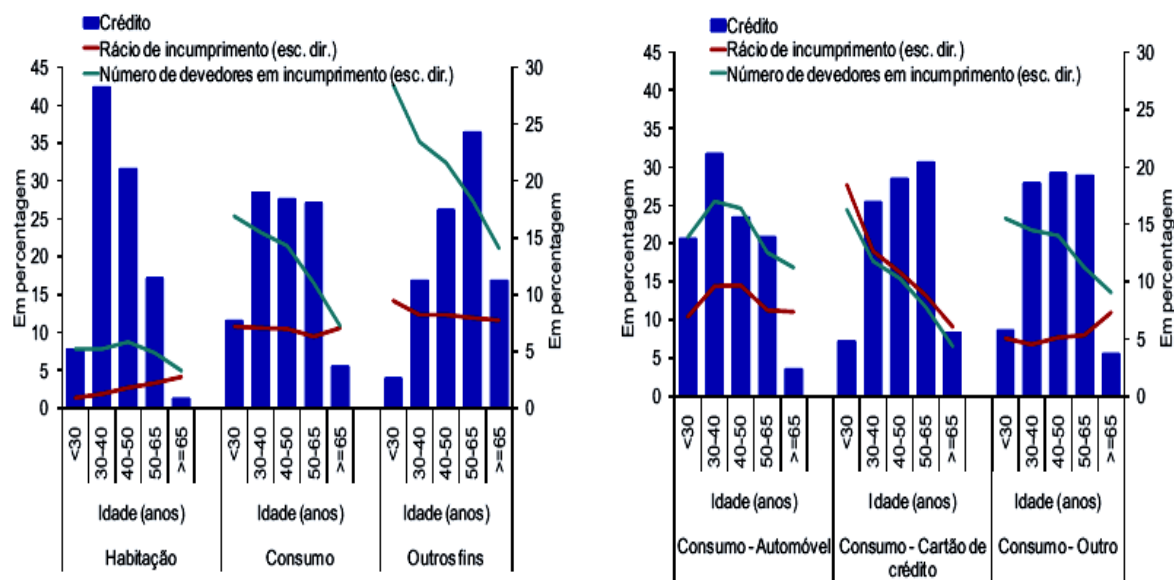 Crédito
Rácio de incumprimento (esc. dir.)
Número de devedores em incumprimento (esc. dir.)
Em percentagem
45
40
35
30
25
20
15
10
5
0
30
25
20
15
10
5
0
Em percentagem
<30
30-40
40-50
50-65
>=65
<30
30-40
40-50
50-65
>=65
<30
30-40
40-50
50-65
>=65
Idade (anos)
Idade (anos)
Idade (anos)
Habitação
Consumo
Outros fins
Crédito
Rácio de incumprimento (esc. dir.)
Número de devedores em incumprimento (esc. dir.)
Em percentagem
45
40
35
30
25
20
15
10
5
0
30
25
20
15
10
5
0
Em percentagem
<30
30-40
40-50
50-65
>=65
<30
30-40
40-50
50-65
>=65
<30
30-40
40-50
50-65
>=65
Idade (anos)
Idade (anos)
Idade (anos)
Consumo - Automóvel
Consumo - Cartão de
crédito
Consumo - Outro